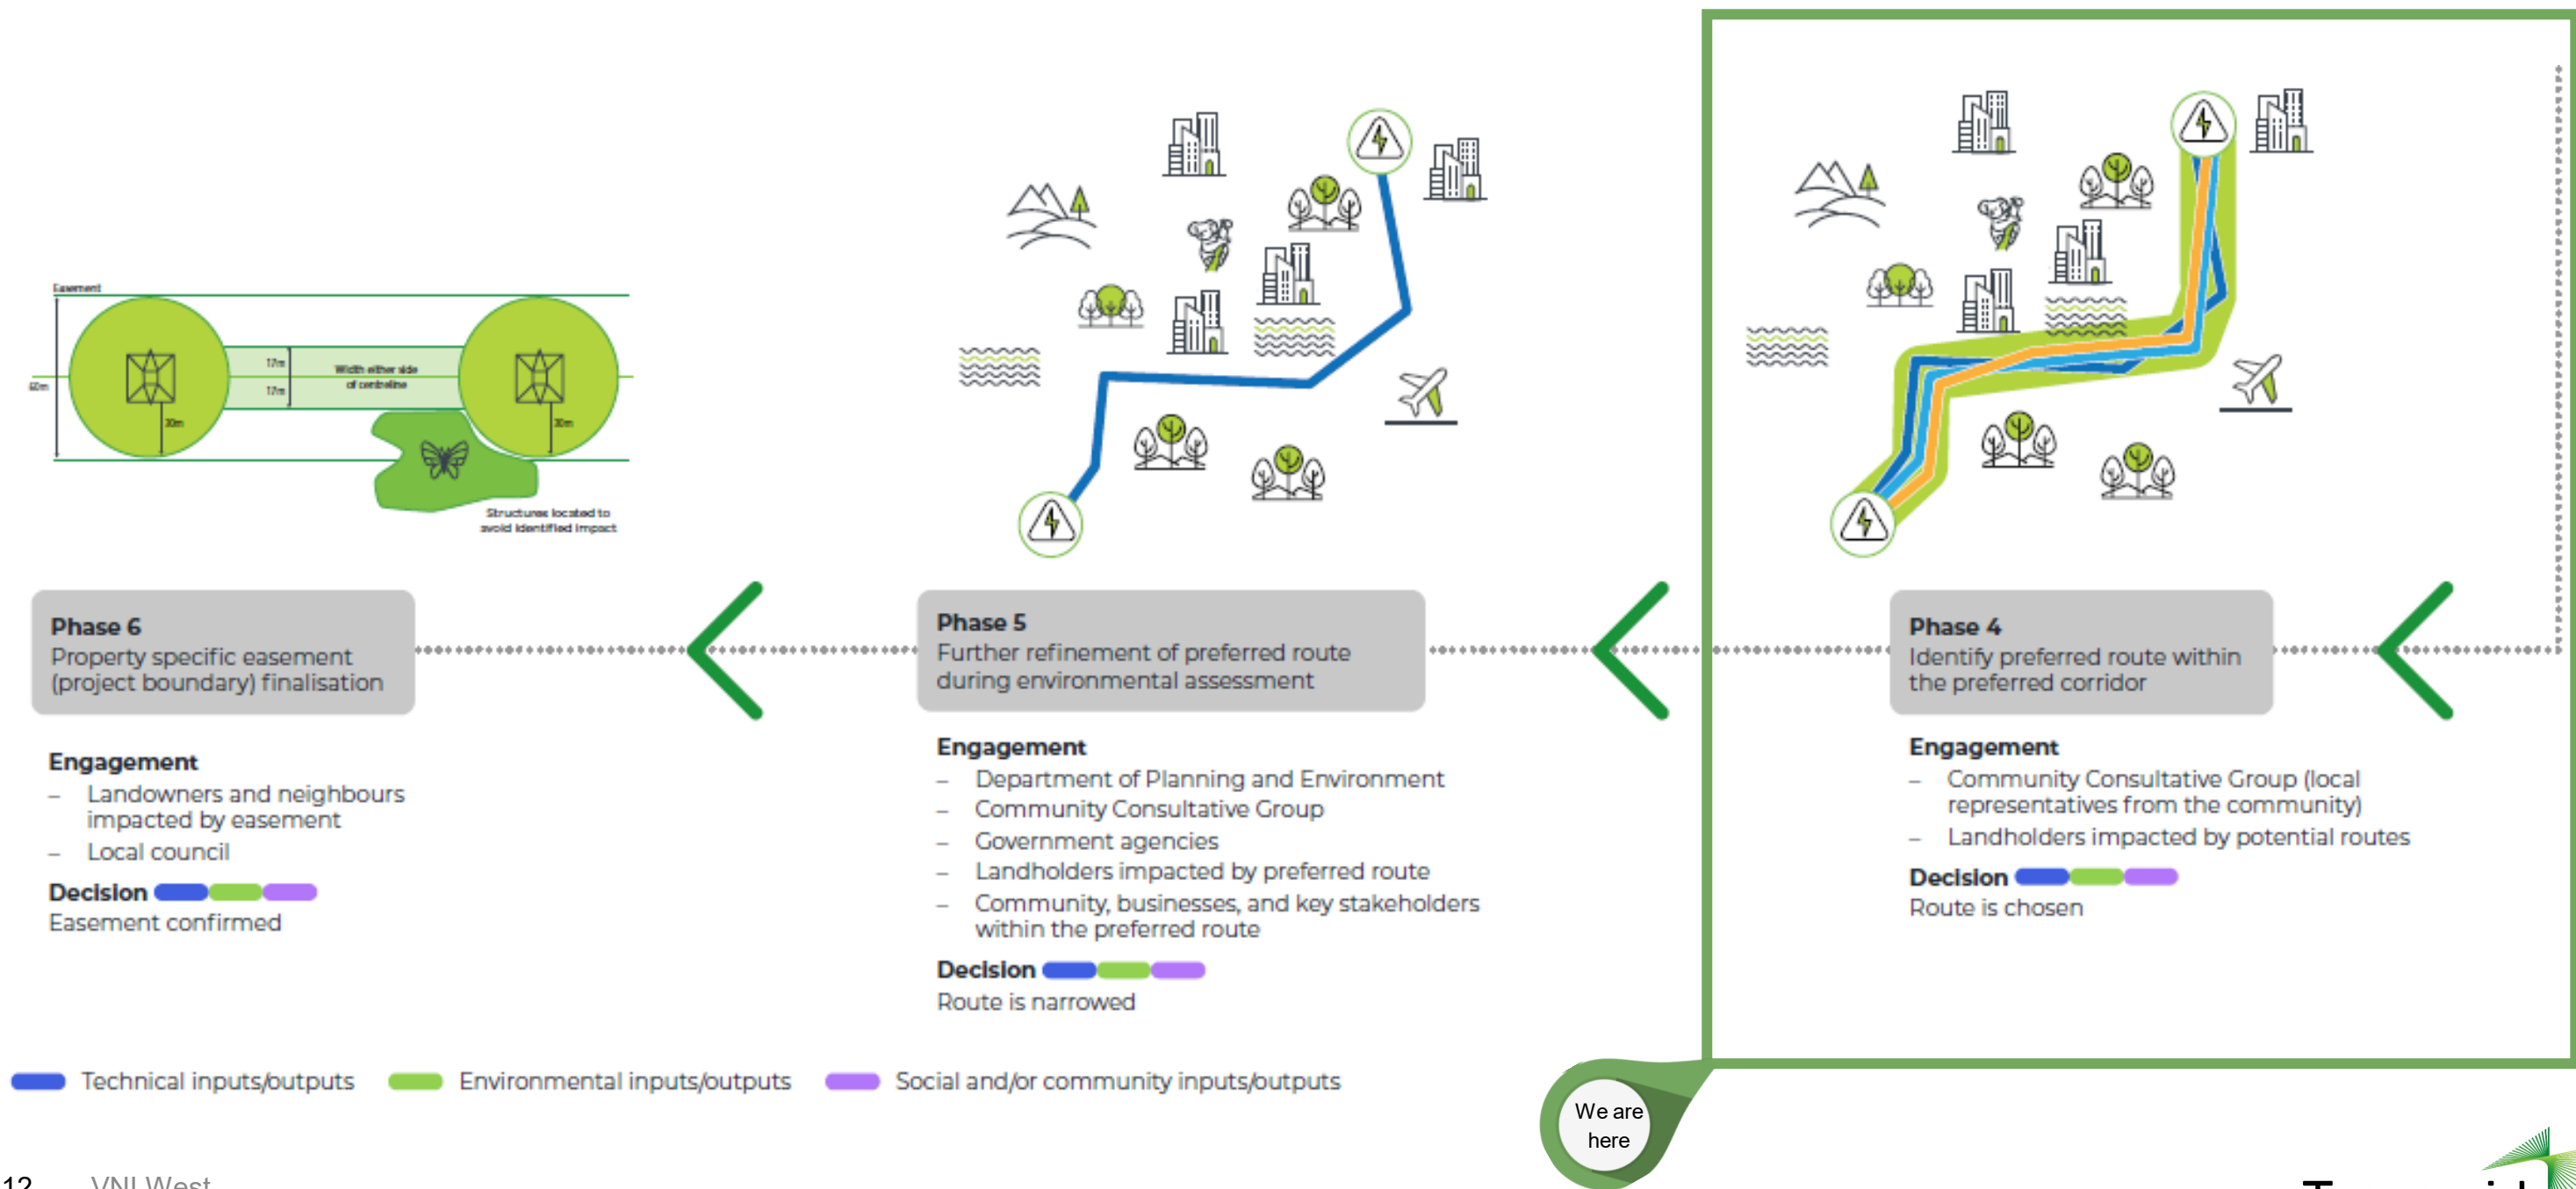 Easement
60m
17m
17m
Width either side
of centreline
30m
30m
Structures located to
avoid identified impact
Phase 6
Property specific easement
(project boundary) finalisation
Engagement
– Landowners and neighbours
impacted by easement
– Local council
Decision
Easement confirmed
Phase 5
Further refinement of preferred route
during environmental assessment
Engagement
– Department of Planning and Environment
– Community Consultative Group
– Government agencies
– Landholders impacted by preferred route
– Community, businesses, and key stakeholders
within the preferred route
Decision
Route is narrowed
Phase 4
Identify preferred route within
the preferred corridor
Engagement
– Community Consultative Group (local
representatives from the community)
– Landholders impacted by potential routes
Decision
Route is chosen
Technical inputs/outputs
Environmental inputs/outputs
Social and/or community inputs/outputs
We are
here
12
VNI West